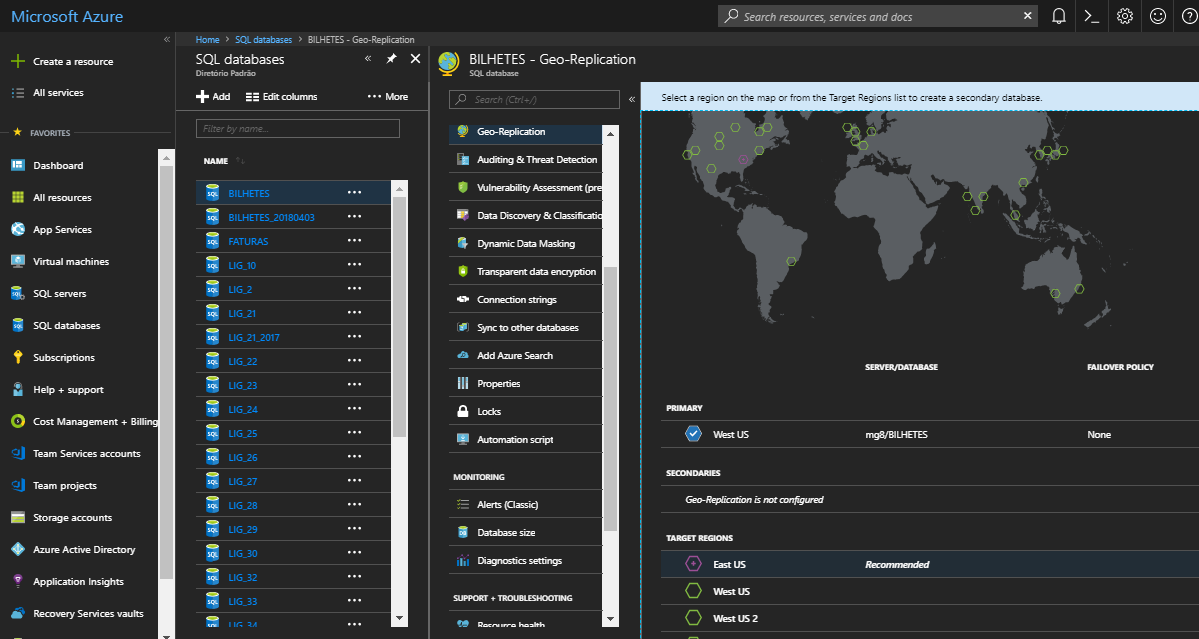 Microsoft Azure
Search resources, services and docs
Create a resource
All services
FAVORITES
Dashboard
All resources
App Services
Virtual machines
SQL servers
SQL databases
Subscriptions
Help + support
Cost Management + Billing
Team Services accounts
Team projects
Storage accounts
Azure Active Directory
Application Insights
Recovery Services vaults
Home > SQL databases > BILHETES - Geo-Replication
SQL databases
Diretório Padrão
Add
Edit columns
More
Filter by name...
NAME
BILHETES
BILHETES_20180403
FATURAS
LIG_10
LIG_2
LIG_21
LIG_21_2017
LIG_22
LIG_23
LIG_24
LIG_25
LIG_26
LIG_27
LIG_28
LIG_29
LIG_30
LIG_32
LIG_33
LIG_34
BILHETES - Geo-Replication
SQL database
Search (Ctrl+/)
Geo-Replication
Auditing & Threat Detection
Vulnerability Assessment (pre
Data Discovery & Classificatio
Dynamic Data Masking
Transparent data encryption
Connection strings
Sync to other databases
Add Azure Search
Properties
Locks
Automation script
MONITORING
Alerts (Classic)
Database size
Diagnostics settings
SUPPORT + TROUBLESHOOTING
Resource health
Select a region on the map or from the Target Regions list to create a secondary database.
SERVER/DATABASE FAILOVER POLICY
PRIMARY
West US mg8/BILHETES None
SECONDARIES
Geo-Replication is not configured
TARGET REGIONS
East US Recommended
West US
West US 2